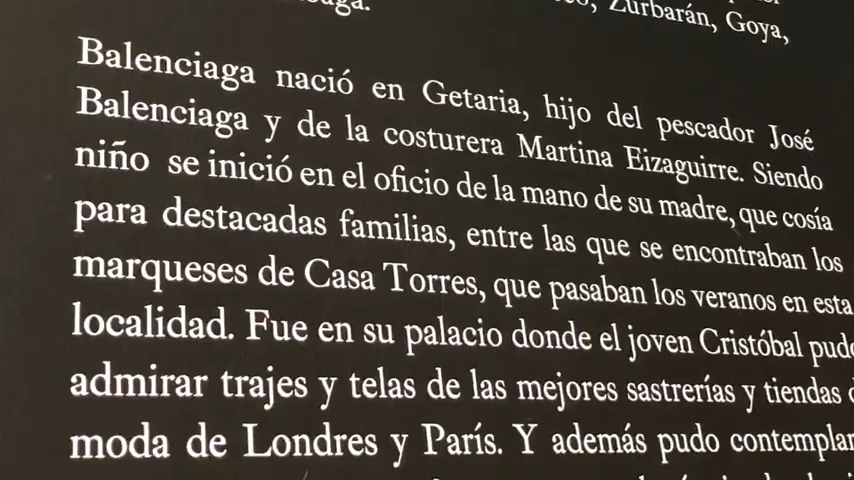 Zurbarán, Goya,
Balenciaga nació en Getaria, hijo del pescador José
Balenciaga y de la costurera Martina Eizaguirre. Siendo
niño se inició en el oficio de la mano de su madre, que cosía
para destacadas familias, entre las que se encontraban los
marqueses de Casa Torres, que pasaban los veranos en esta
localidad. Fue en su palacio donde el joven Cristóbal pudo
admirar trajes y telas de las mejores sastrerías y tiendas
moda de Londres y París. Y además pudo contemplar